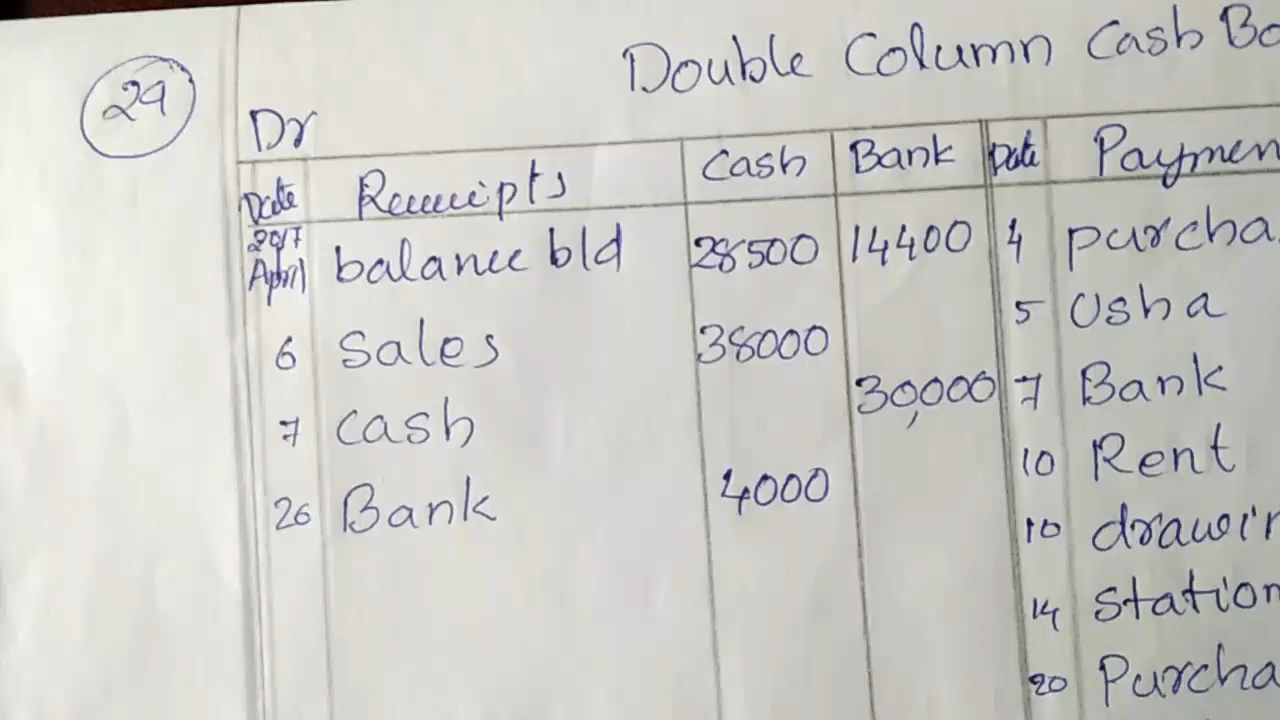 29
Double Column Cash Bo
Dr
Date Receipts Cash Bank Date Paymen
2017 April balance b/d 28500 14400 4 purcha
5 Usha
6 Sales 38000
7 Cash 30,000 7 Bank
10 Rent
26 Bank 4000
10 drawin
14 Station
20 Purcha